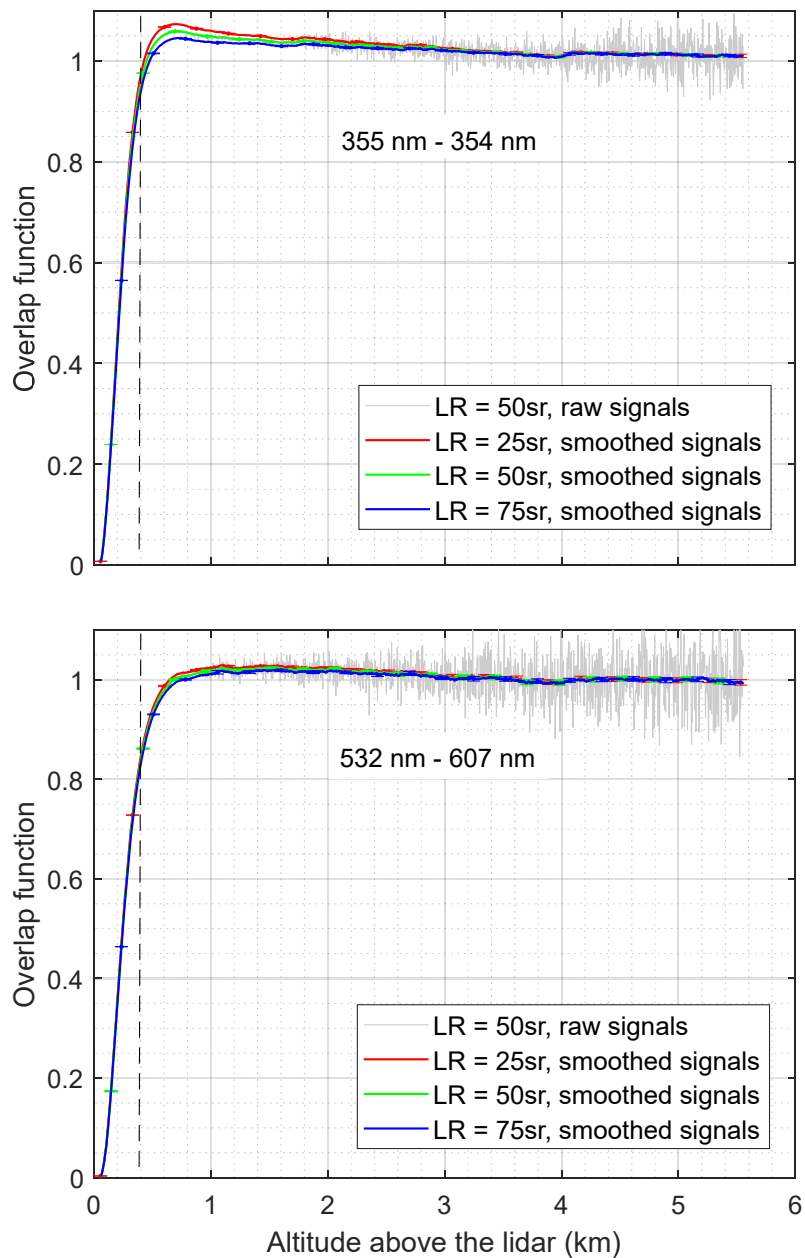 1
0.8
0.6
0.4
0.2
0
Overlap function
355 nm - 354 nm
LR = 50sr, raw signals
LR = 25sr, smoothed signals
LR = 50sr, smoothed signals
LR = 75sr, smoothed signals
1
0.8
0.6
0.4
0.2
0
Overlap function
532 nm - 607 nm
LR = 50sr, raw signals
LR = 25sr, smoothed signals
LR = 50sr, smoothed signals
LR = 75sr, smoothed signals
0 1 2 3 4 5 6
Altitude above the lidar (km)